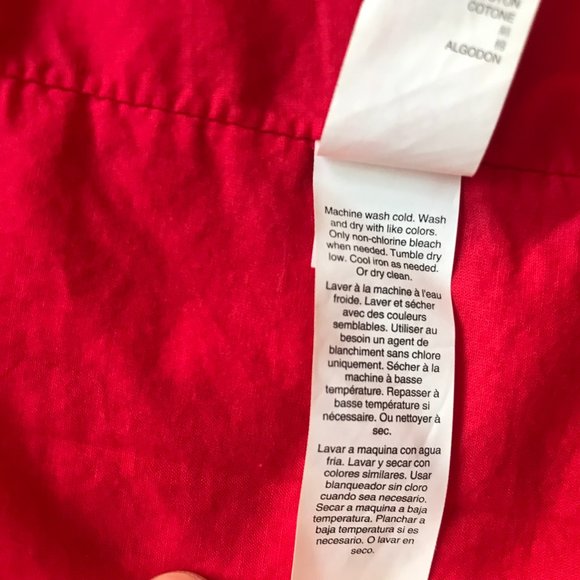 COTONE
ALGODON
Machine wash cold. Wash
and dry with like colors.
Only non-chlorine bleach
when needed. Tumble dry
low. Cool iron as needed.
Or dry clean.
Laver à la machine à l'eau
froide. Laver et sécher
avec des couleurs
semblables. Utiliser au
besoin un agent de
blanchiment sans chlore
uniquement. Sécher à la
machine à basse
température. Repasser à
basse température si
nécessaire. Ou nettoyer à
sec.
Lavar a maquina con agua
fria. Lavar y secar con
colores similares. Usar
blanqueador sin cloro
cuando sea necesario.
Secar a maquina a baja
temperatura. Planchar a
baja temperatura si es
necesario. O lavar en
seco.